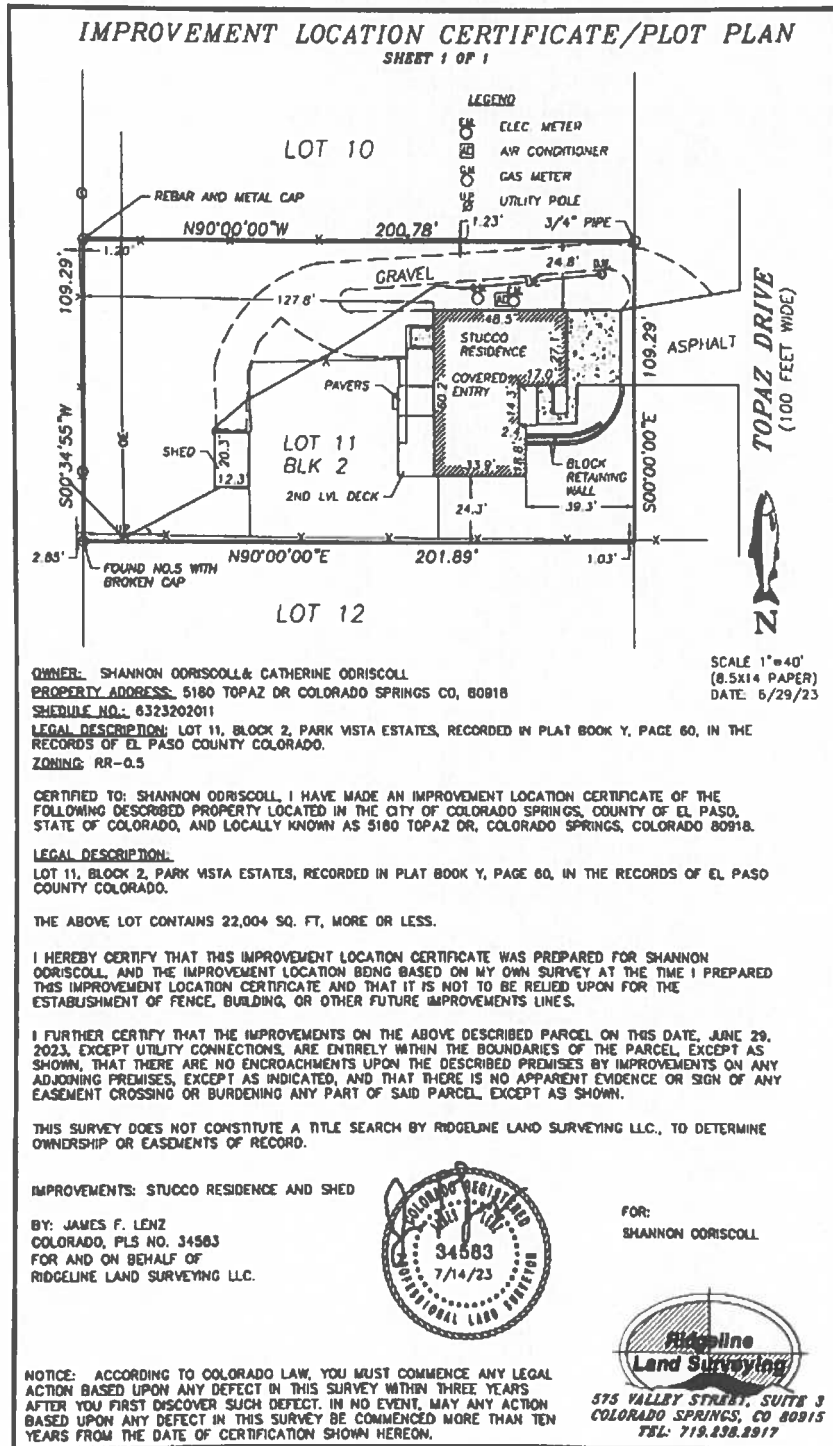 IMPROVEMENT LOCATION CERTIFICATE/PLOT PLAN
SHEET 1 OF 1
LEGEND
E.M. ELEC METER
AC AIR CONDITIONER
G.M. GAS METER
U.P. UTILITY POLE
LOT 10
REBAR AND METAL CAP
N90°00'00"W
200.78'
1.23'
3/4" PIPE
1.20'
109.29'
GRAVEL
24.8'
127.8'
48.5'
STUCCO
RESIDENCE
27.1'
109.29'
ASPHALT
TOPAZ DRIVE
(100 FEET WIDE)
PAVERS
60.2'
COVERED
ENTRY
17.0'
14.3'
S00°34'55"W
30
SHED
20.3'
12.3'
LOT 11
BLK 2
2.4'
18.8'
33.9'
BLOCK
RETAINING
WALL
S00°00'00"E
2ND LVL DECK
24.3'
39.3'
2.85'
N90°00'00"E
201.89'
1.03'
FOUND NO.5 WITH
BROKEN CAP
LOT 12
N
SCALE 1"=40'
(8.5X14 PAPER)
DATE: 6/29/23
OWNER: SHANNON ODRISCOLL& CATHERINE ODRISCOLL
PROPERTY ADDRESS: 5180 TOPAZ DR COLORADO SPRINGS CO, 80918
SHEDULE NO.: 6323202011
LEGAL DESCRIPTION: LOT 11, BLOCK 2, PARK VISTA ESTATES, RECORDED IN PLAT BOOK Y, PAGE 60, IN THE
RECORDS OF EL PASO COUNTY COLORADO.
ZONING: RR-0.5
CERTIFIED TO: SHANNON ODRISCOLL, I HAVE MADE AN IMPROVEMENT LOCATION CERTIFICATE OF THE
FOLLOWING DESCRIBED PROPERTY LOCATED IN THE CITY OF COLORADO SPRINGS, COUNTY OF EL PASO,
STATE OF COLORADO, AND LOCALLY KNOWN AS 5180 TOPAZ DR, COLORADO SPRINGS, COLORADO 80918.
LEGAL DESCRIPTION:
LOT 11, BLOCK 2, PARK VISTA ESTATES, RECORDED IN PLAT BOOK Y, PAGE 60, IN THE RECORDS OF EL PASO
COUNTY COLORADO.
THE ABOVE LOT CONTAINS 22,004 SQ. FT, MORE OR LESS.
I HEREBY CERTIFY THAT THIS IMPROVEMENT LOCATION CERTIFICATE WAS PREPARED FOR SHANNON
ODRISCOLL, AND THE IMPROVEMENT LOCATION BEING BASED ON MY OWN SURVEY AT THE TIME I PREPARED
THIS IMPROVEMENT LOCATION CERTIFICATE AND THAT IT IS NOT TO BE RELIED UPON FOR THE
ESTABLISHMENT OF FENCE, BUILDING, OR OTHER FUTURE IMPROVEMENTS LINES.
I FURTHER CERTIFY THAT THE IMPROVEMENTS ON THE ABOVE DESCRIBED PARCEL ON THIS DATE, JUNE 29,
2023, EXCEPT UTILITY CONNECTIONS, ARE ENTIRELY WITHIN THE BOUNDARIES OF THE PARCEL, EXCEPT AS
SHOWN, THAT THERE ARE NO ENCROACHMENTS UPON THE DESCRIBED PREMISES BY IMPROVEMENTS ON ANY
ADJOINING PREMISES, EXCEPT AS INDICATED, AND THAT THERE IS NO APPARENT EVIDENCE OR SIGN OF ANY
EASEMENT CROSSING OR BURDENING ANY PART OF SAID PARCEL, EXCEPT AS SHOWN.
THIS SURVEY DOES NOT CONSTITUTE A TITLE SEARCH BY RIDGELINE LAND SURVEYING LLC., TO DETERMINE
OWNERSHIP OR EASEMENTS OF RECORD.
IMPROVEMENTS: STUCCO RESIDENCE AND SHED
BY: JAMES F. LENZ
COLORADO, PLS NO. 34583
FOR AND ON BEHALF OF
RIDGELINE LAND SURVEYING LLC.
COLORADO REGISTERED
JAMES F. LENZ
34583
7/14/23
PROFESSIONAL LAND SURVEYOR
FOR:
SHANNON ODRISCOLL
Ridgeline
Land Surveying
575 VALLEY STREET, SUITE 3
COLORADO SPRINGS, CO 80915
TEL: 719.238.2917
NOTICE: ACCORDING TO COLORADO LAW, YOU MUST COMMENCE ANY LEGAL
ACTION BASED UPON ANY DEFECT IN THIS SURVEY WITHIN THREE YEARS
AFTER YOU FIRST DISCOVER SUCH DEFECT. IN NO EVENT, MAY ANY ACTION
BASED UPON ANY DEFECT IN THIS SURVEY BE COMMENCED MORE THAN TEN
YEARS FROM THE DATE OF CERTIFICATION SHOWN HEREON.